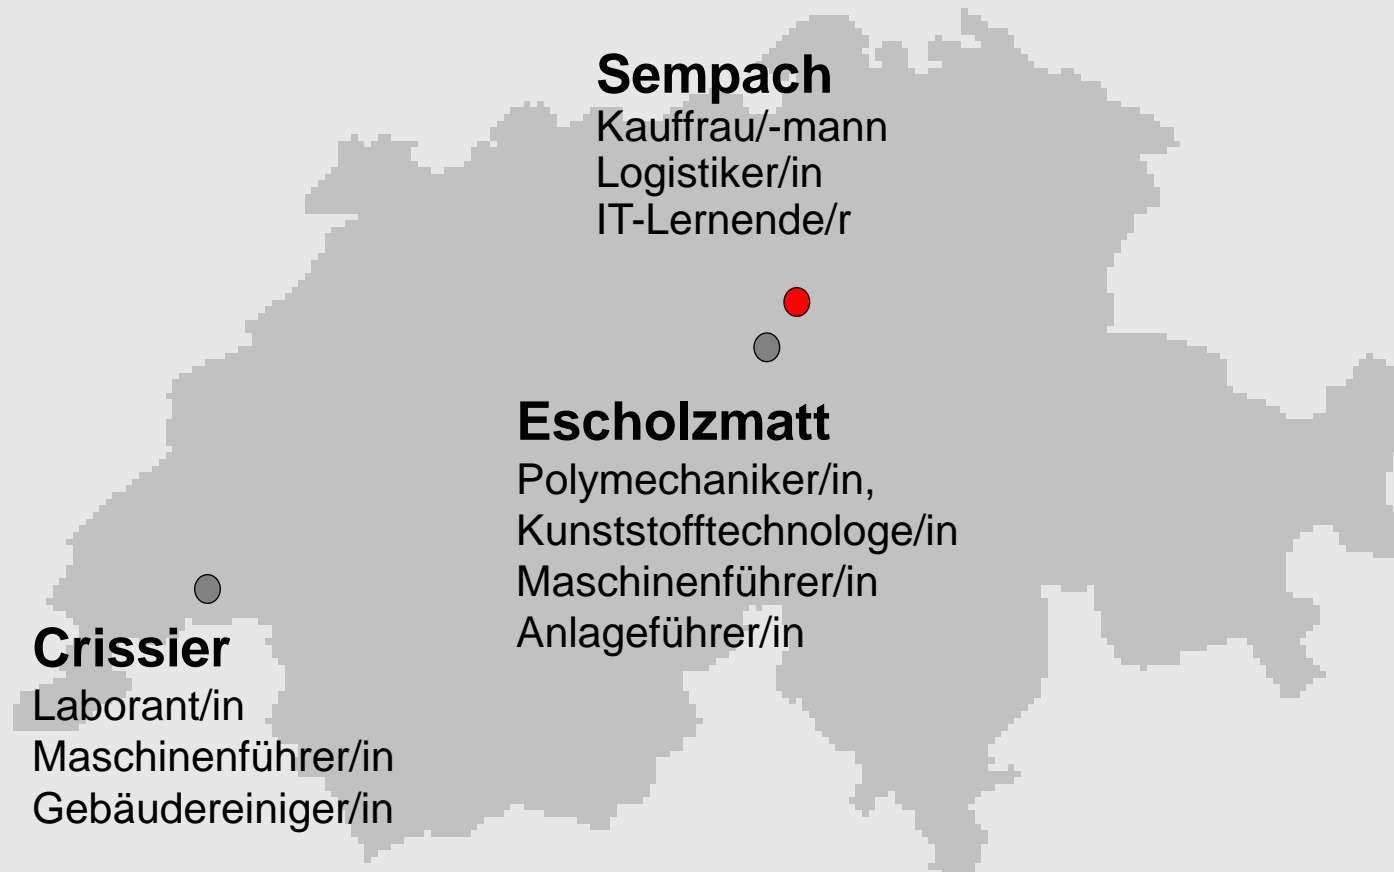 Sempach
Kauffrau/-mann
Logistiker/in
IT-Lernende/r
Escholzmatt
Polymechaniker/in,
Kunststofftechnologe/in
Maschinenführer/in
Anlageführer/in
Crissier
Laborant/in
Maschinenführer/in
Gebäudereiniger/in